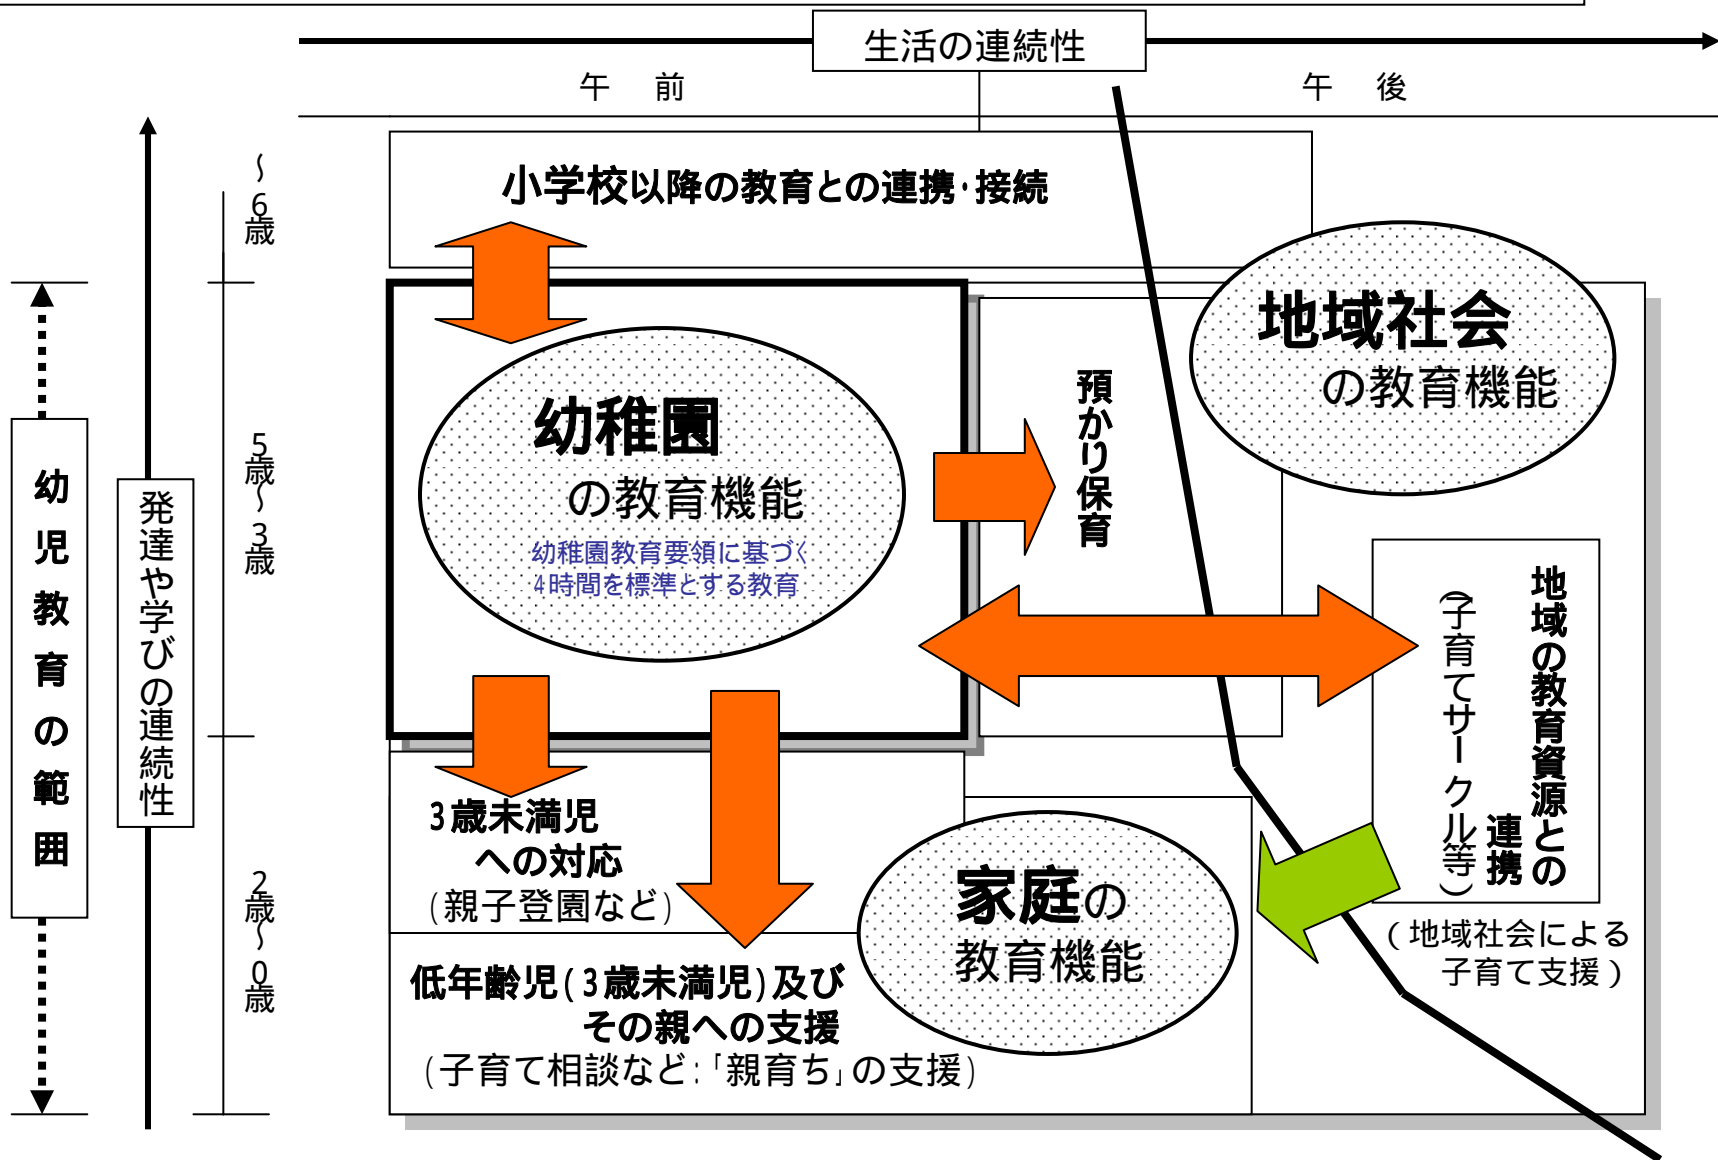 生活の連続性
午　前
午　後
小学校以降の教育との連携・接続
～6歳
5歳～3歳
2歳～0歳
幼児教育の範囲
発達や学びの連続性
幼稚園
の教育機能
幼稚園教育要領に基づく
4時間を標準とする教育
預かり保育
地域社会
の教育機能
地域の教育資源との
連携
(子育てサークル等)
(地域社会による
子育て支援)
3歳未満児
への対応
(親子登園など)
家庭の
教育機能
低年齢児(3歳未満児)及び
その親への支援
(子育て相談など:「親育ち」の支援)